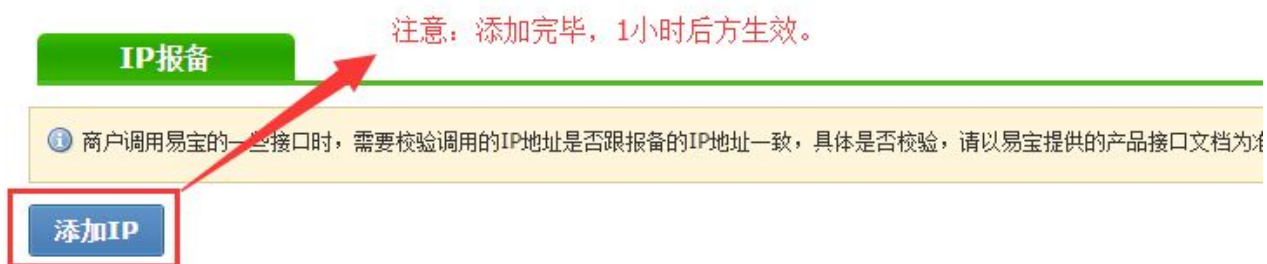 注意：添加完毕，1小时后方生效。
IP报备
商户调用易宝的一些接口时，需要校验调用的IP地址是否跟报备的IP地址一致，具体是否校验，请以易宝提供的产品接口文档为
添加IP